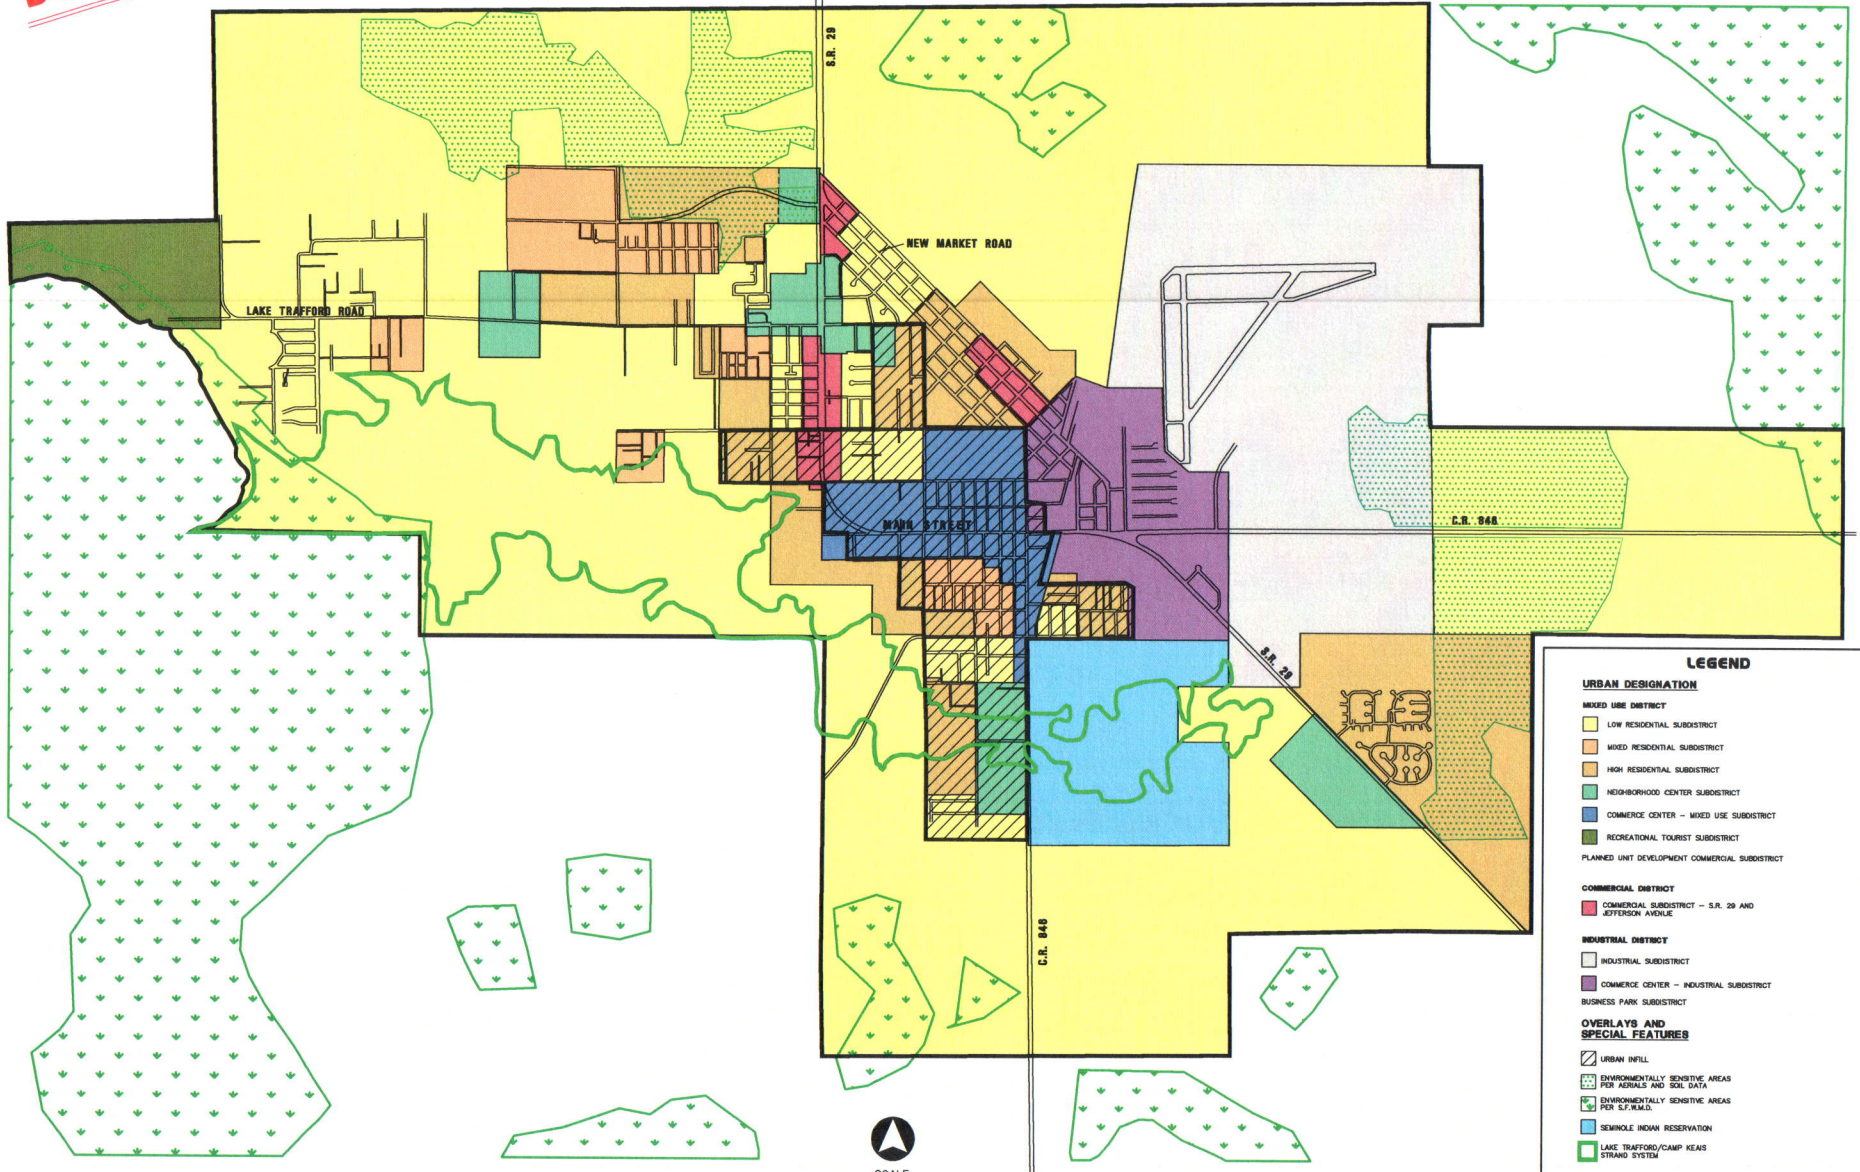 S.R. 29
NEW MARKET ROAD
LAKE TRAFFORD ROAD
MAIN STREET
C.R. 846
S.R. 29
C.R. 846
LEGEND
URBAN DESIGNATION
MIXED USE DISTRICT
LOW RESIDENTIAL SUBDISTRICT
MIXED RESIDENTIAL SUBDISTRICT
HIGH RESIDENTIAL SUBDISTRICT
NEIGHBORHOOD CENTER SUBDISTRICT
COMMERCE CENTER – MIXED USE SUBDISTRICT
RECREATIONAL TOURIST SUBDISTRICT
PLANNED UNIT DEVELOPMENT COMMERCIAL SUBDISTRICT
COMMERCIAL DISTRICT
COMMERCIAL SUBDISTRICT – S.R. 29 AND
JEFFERSON AVENUE
INDUSTRIAL DISTRICT
INDUSTRIAL SUBDISTRICT
COMMERCE CENTER – INDUSTRIAL SUBDISTRICT
BUSINESS PARK SUBDISTRICT
OVERLAYS AND
SPECIAL FEATURES
URBAN INFILL
ENVIRONMENTALLY SENSITIVE AREAS
PER AERIALS AND SOIL DATA
ENVIRONMENTALLY SENSITIVE AREAS
PER S.F.W.M.D.
SEMINOLE INDIAN RESERVATION
LAKE TRAFFORD/CAMP KEAIS
STRAND SYSTEM